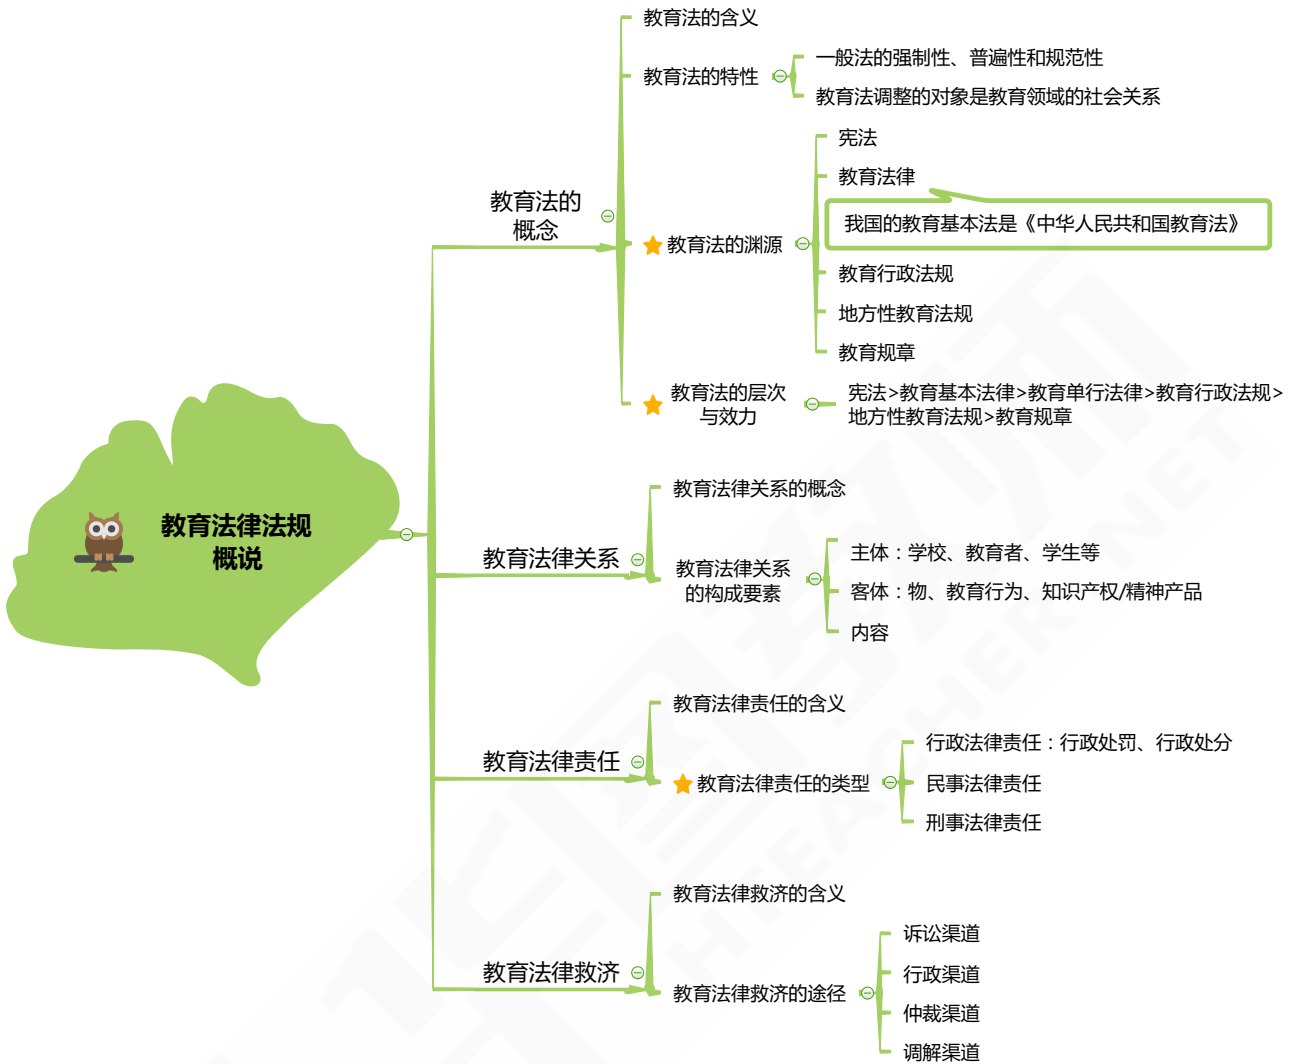 教育法律法规
概说
教育法的
概念
教育法的含义
教育法的特性
一般法的强制性、普遍性和规范性
教育法调整的对象是教育领域的社会关系
教育法的渊源
宪法
教育法律
我国的教育基本法是《中华人民共和国教育法》
教育行政法规
地方性教育法规
教育规章
教育法的层次
与效力
宪法>教育基本法律>教育单行法律>教育行政法规>
地方性教育法规>教育规章
教育法律关系
教育法律关系的概念
教育法律关系
的构成要素
主体：学校、教育者、学生等
客体：物、教育行为、知识产权/精神产品
内容
教育法律责任
教育法律责任的含义
教育法律责任的类型
行政法律责任：行政处罚、行政处分
民事法律责任
刑事法律责任
教育法律救济
教育法律救济的含义
教育法律救济的途径
诉讼渠道
行政渠道
仲裁渠道
调解渠道
华图教师
HTEACHER.NET